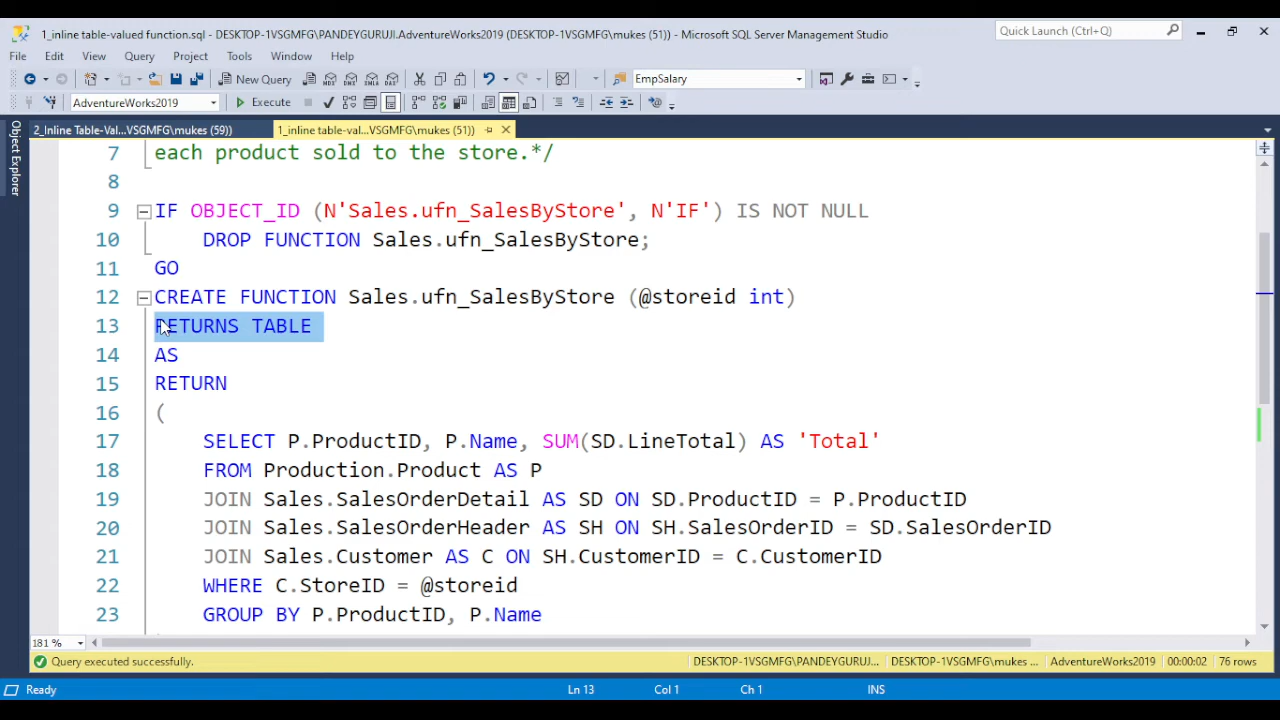 1_inline table-valued function.sql - DESKTOP-1VSGMFG\PANDEYGURUJI.AdventureWorks2019 (DESKTOP-1VSGMFG\mukes (51)) - Microsoft SQL Server Management Studio
Quick Launch (Ctrl+Q)
File Edit View Query Project Tools Window Help
New Query
EmpSalary
AdventureWorks2019
Execute
2_Inline Table-Val...VSGMFG\mukes (59))
1_inline table-val...VSGMFG\mukes (51))
Object Explorer
7 each product sold to the store.*/
8
9 IF OBJECT_ID (N'Sales.ufn_SalesByStore', N'IF') IS NOT NULL
10 DROP FUNCTION Sales.ufn_SalesByStore;
11 GO
12 CREATE FUNCTION Sales.ufn_SalesByStore (@storeid int)
13 RETURNS TABLE
14 AS
15 RETURN
16 (
17 SELECT P.ProductID, P.Name, SUM(SD.LineTotal) AS 'Total'
18 FROM Production.Product AS P
19 JOIN Sales.SalesOrderDetail AS SD ON SD.ProductID = P.ProductID
20 JOIN Sales.SalesOrderHeader AS SH ON SH.SalesOrderID = SD.SalesOrderID
21 JOIN Sales.Customer AS C ON SH.CustomerID = C.CustomerID
22 WHERE C.StoreID = @storeid
23 GROUP BY P.ProductID, P.Name
181 %
Query executed successfully.
DESKTOP-1VSGMFG\PANDEYGURUJI... DESKTOP-1VSGMFG\mukes ... AdventureWorks2019 00:00:02 76 rows
Ready
Ln 13
Col 1
Ch 1
INS